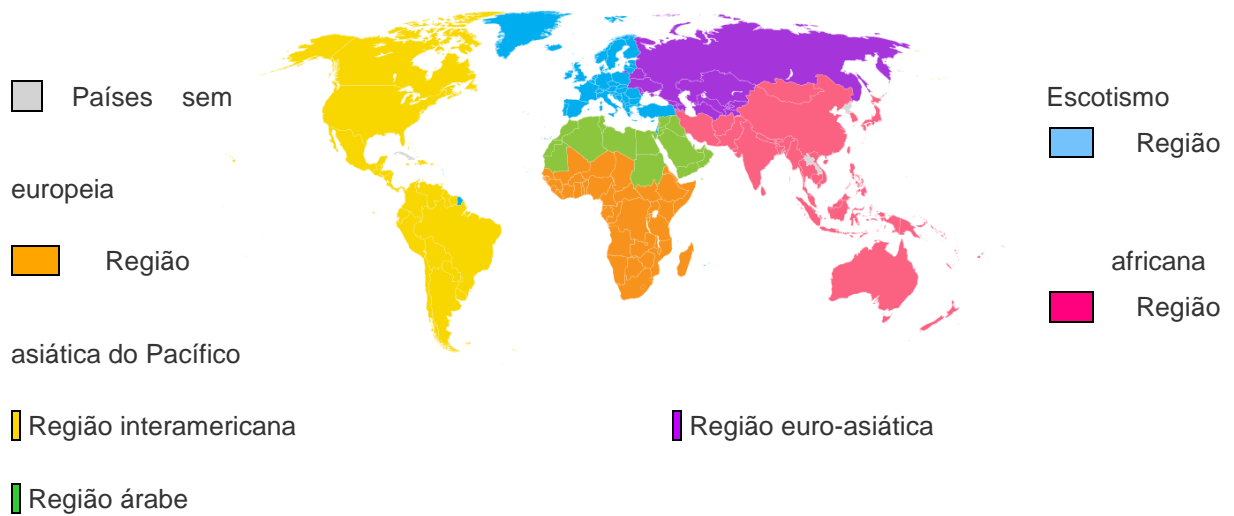 Países sem Escotismo
Região europeia
Região africana
Região asiática do Pacífico
Região interamericana
Região euro-asiática
Região árabe